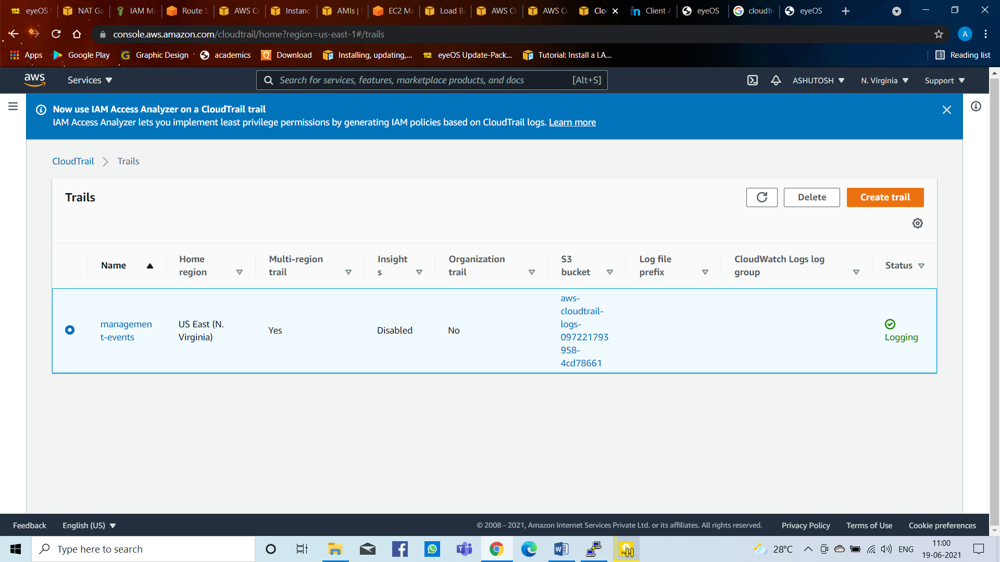 eyeOS NAT Ga IAM Ma Route 5 AWS Ce Instanc AMIs | EC2 Ma Load B AWS Cl AWS Ce Clo Client A eyeOS cloudfr eyeOS
console.aws.amazon.com/cloudtrail/home?region=us-east-1#/trails A
Apps Google Play Graphic Design academics Download Installing, updating,... eyeOS Update-Pack... Tutorial: Install a LA... Reading list
aws Services Search for services, features, marketplace products, and docs [Alt+S] ASHUTOSH N. Virginia Support
Now use IAM Access Analyzer on a CloudTrail trail
IAM Access Analyzer lets you implement least privilege permissions by generating IAM policies based on CloudTrail logs. Learn more
CloudTrail Trails
Trails Delete Create trail
Name Home region Multi-region trail Insights Organization trail S3 bucket Log file prefix CloudWatch Logs log group Status
management-events US East (N. Virginia) Yes Disabled No aws-cloudtrail-logs-097221793958-4cd78661 Logging
Feedback English (US) © 2008 - 2021, Amazon Internet Services Private Ltd. or its affiliates. All rights reserved. Privacy Policy Terms of Use Cookie preferences
Type here to search 28°C ENG 11:00
19-06-2021